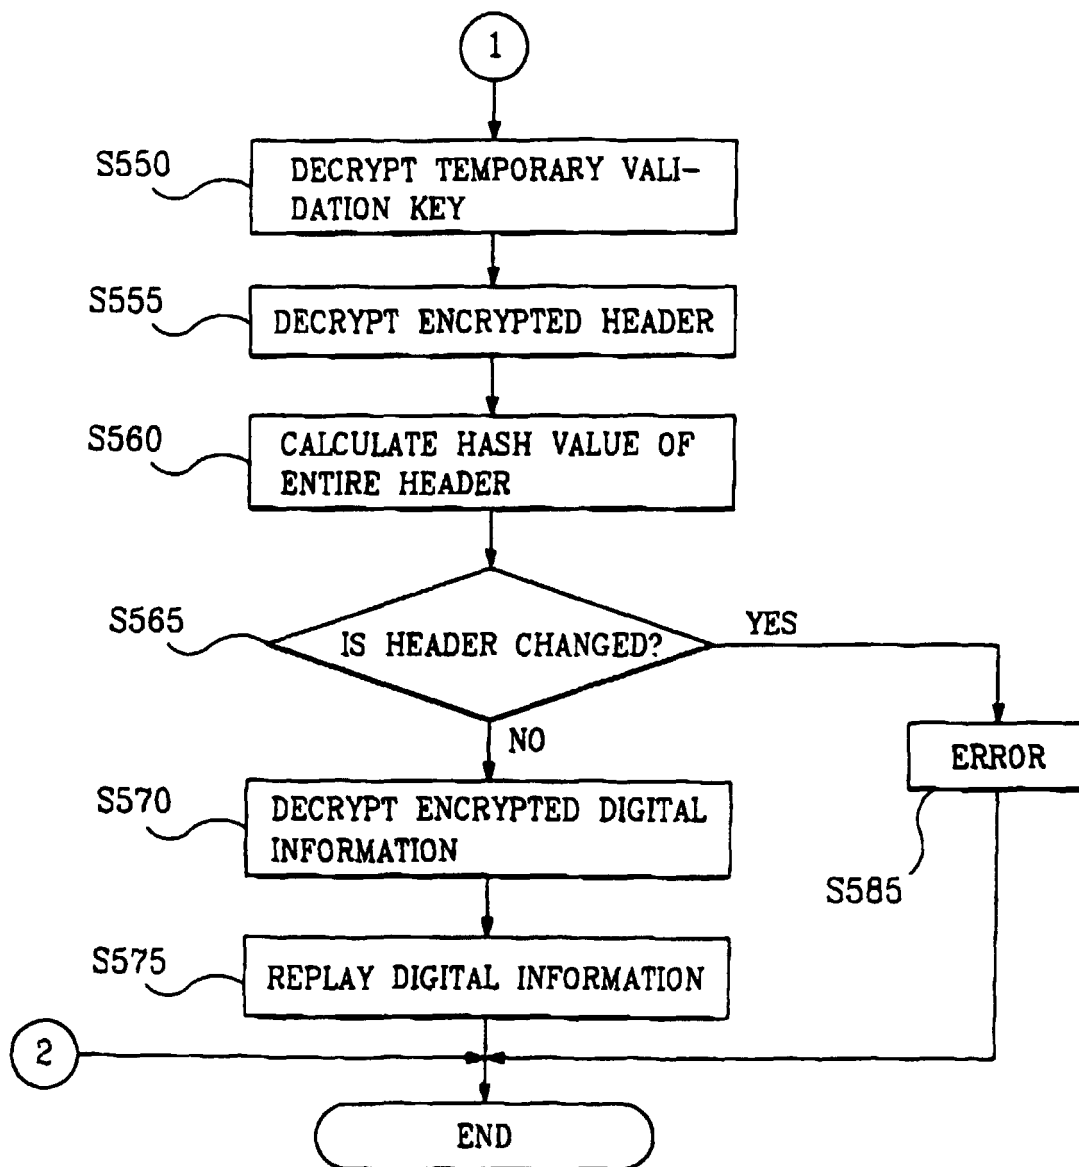 1
S550
DECRYPT TEMPORARY VALI-
DATION KEY
S555
DECRYPT ENCRYPTED HEADER
S560
CALCULATE HASH VALUE OF
ENTIRE HEADER
S565
IS HEADER CHANGED?
YES
NO
ERROR
S570
DECRYPT ENCRYPTED DIGITAL
INFORMATION
S585
S575
REPLAY DIGITAL INFORMATION
2
END